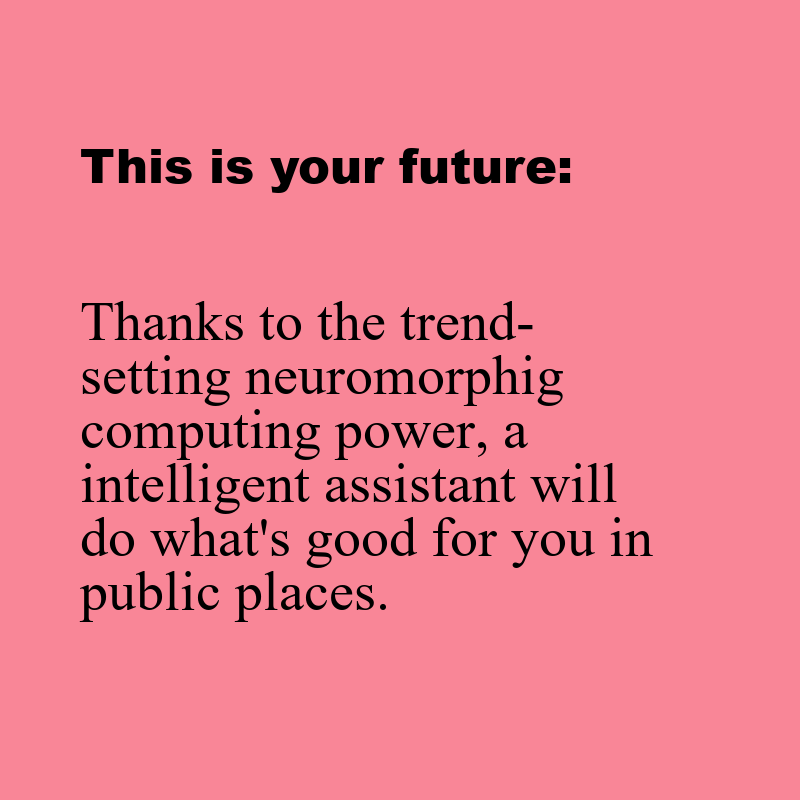 This is your future:
Thanks to the trend-
setting neuromorphig
computing power, a
intelligent assistant will
do what's good for you in
public places.